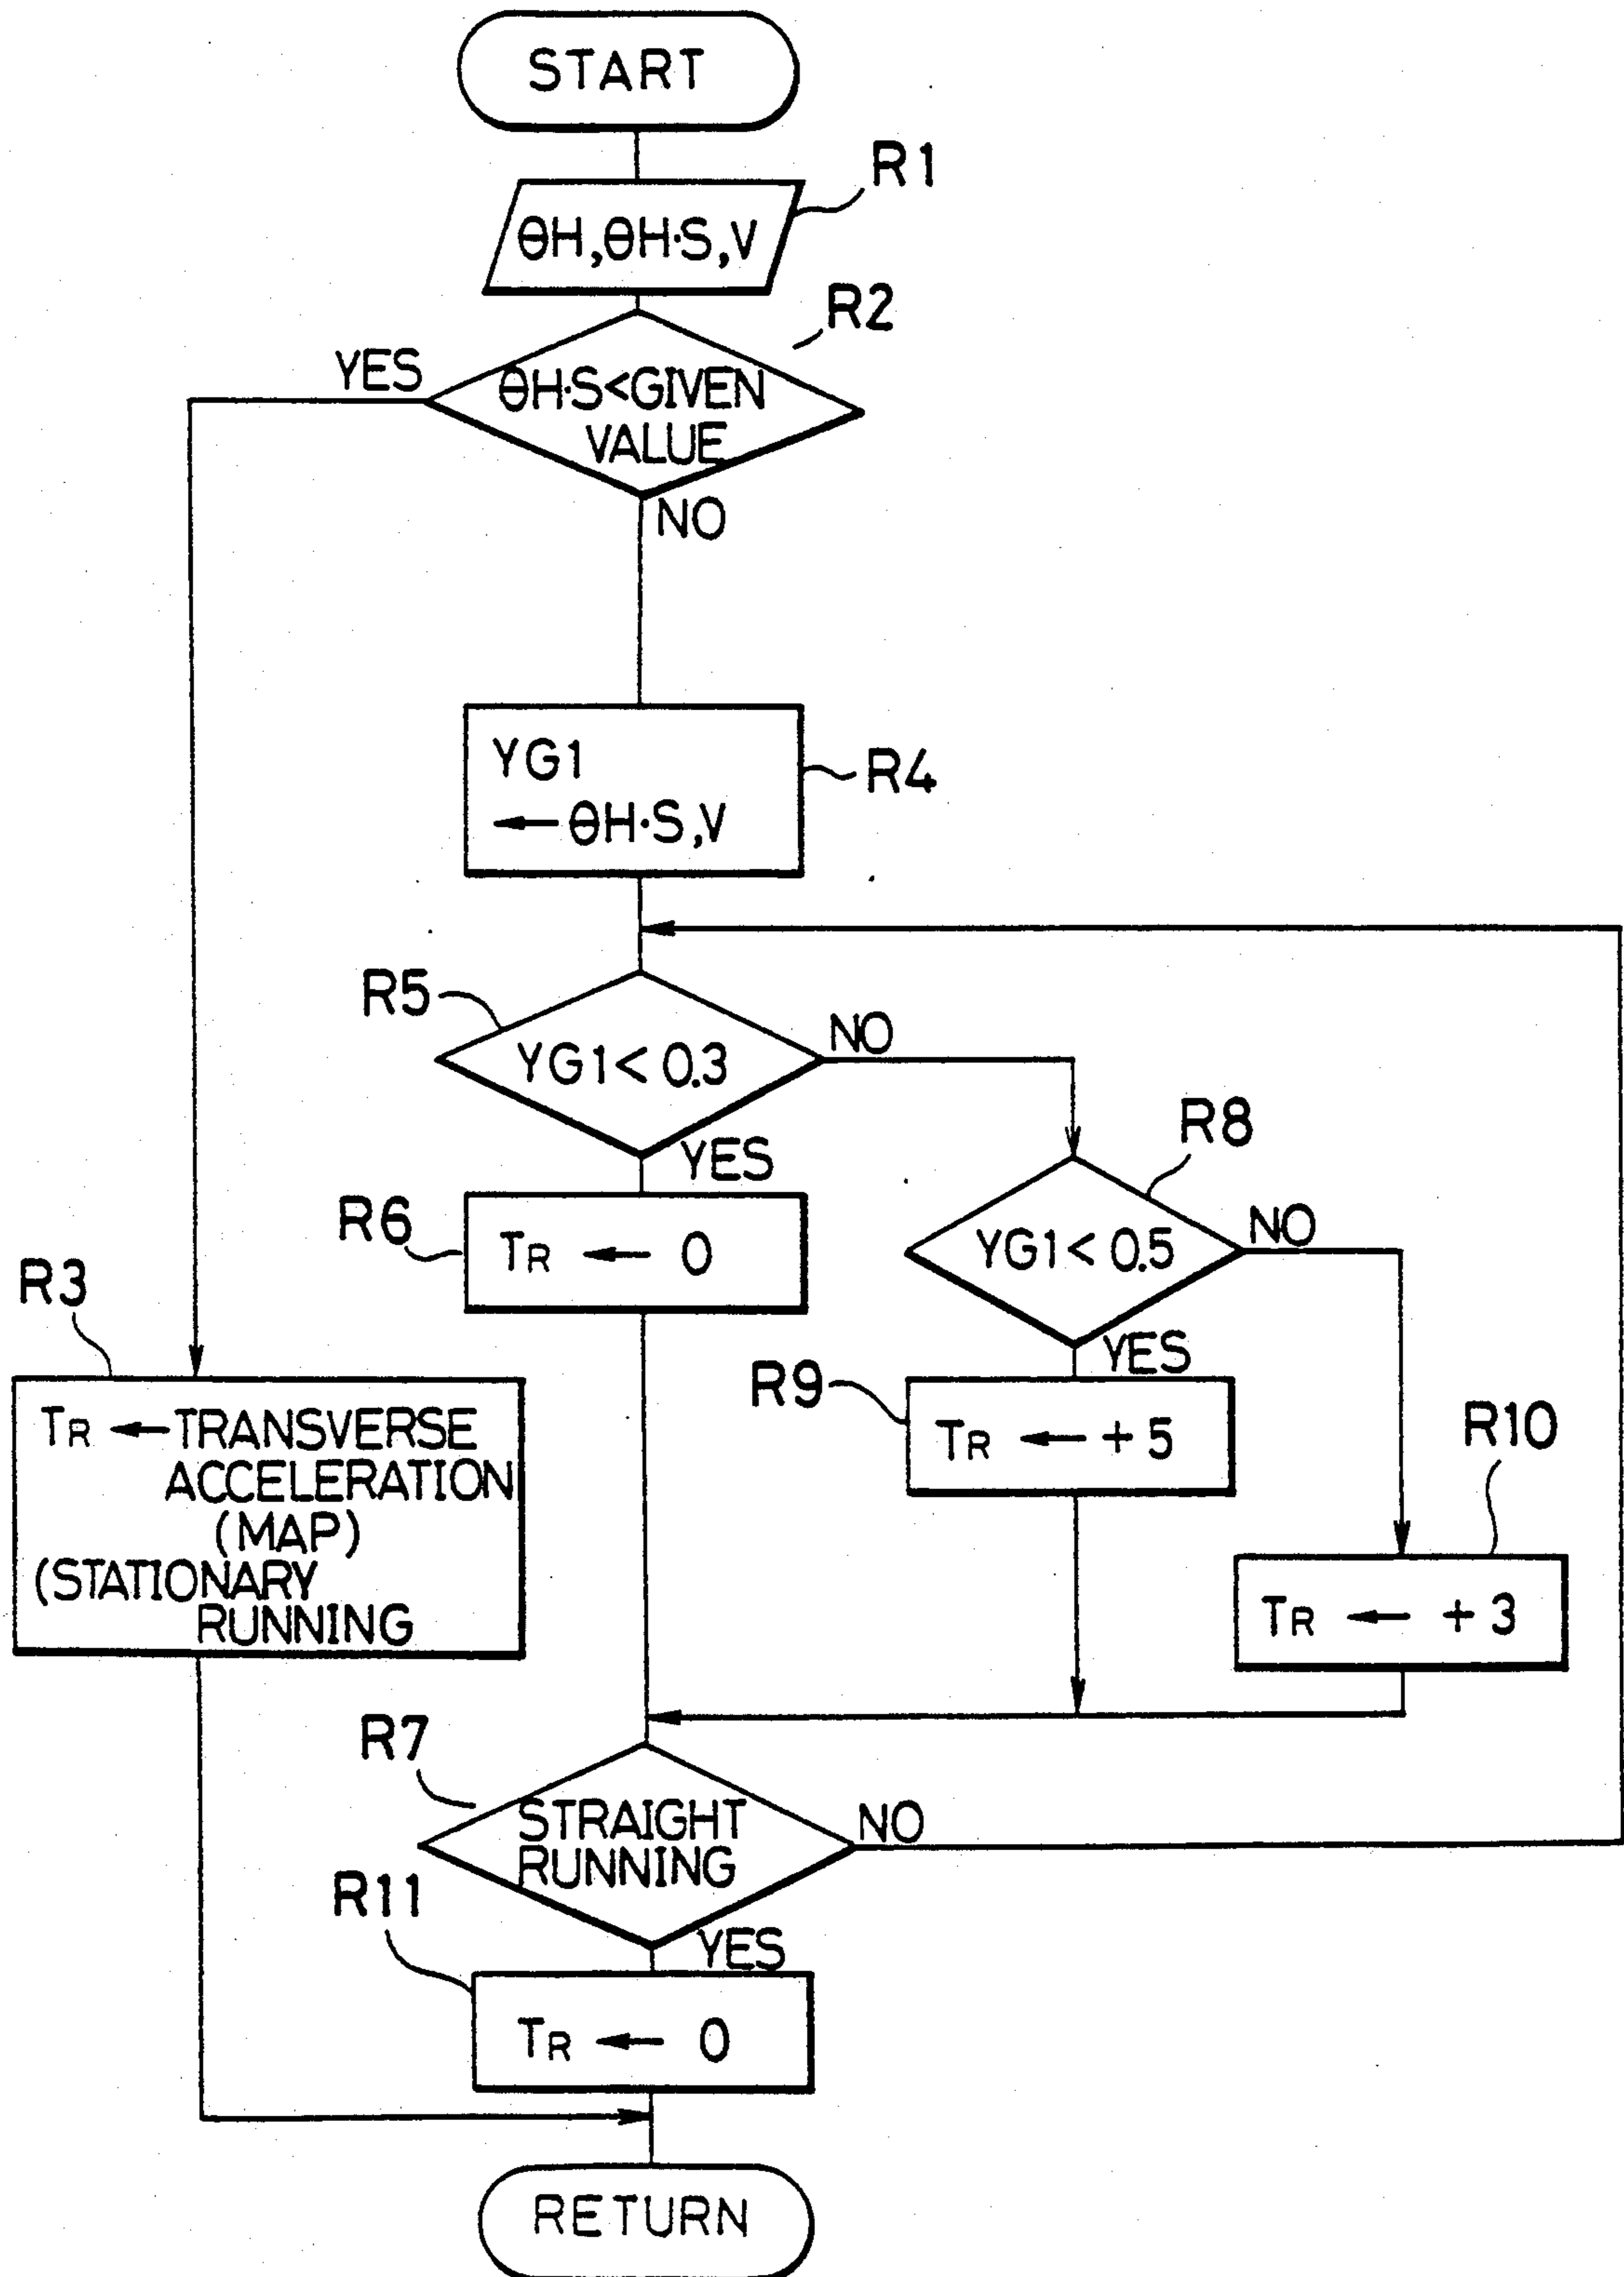 START
R1
θH,θH·S,V
R2
YES
θH·S<GIVEN
VALUE
NO
YG1
←θH·S,V
R4
R5
NO
YG1<0.3
YES
R8
R6
TR ← 0
YG1<0.5
NO
YES
R3
R9
TR ← +5
R10
TR ←TRANSVERSE
ACCELERATION
(MAP)
(STATIONARY
RUNNING
TR ← +3
R7
STRAIGHT
RUNNING
NO
R11
YES
TR ← 0
RETURN